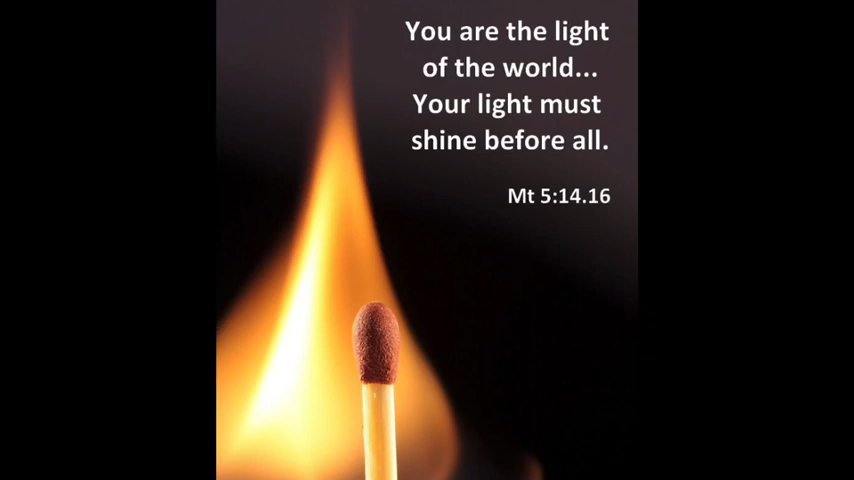 You are the light
of the world...
Your light must
shine before all.
Mt 5:14.16